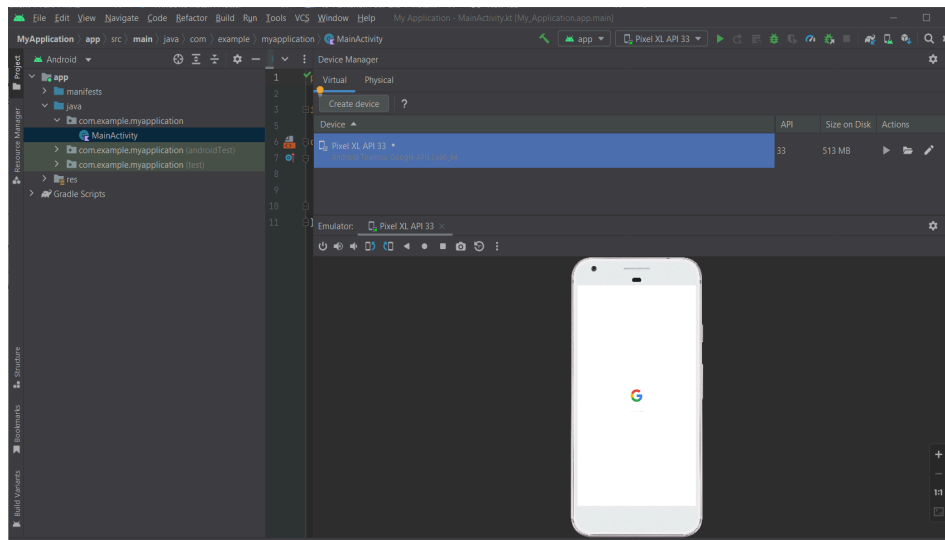 File Edit View Navigate Code Refactor Build Run Tools VCS Window Help My Application - MainActivity.kt [My_Application.app.main]
MyApplication app src main java com example myapplication MainActivity app Pixel XL API 33
Project
Android
Device Manager
app
manifests
java
com.example.myapplication
MainActivity
com.example.myapplication (androidTest)
com.example.myapplication (test)
res
Gradle Scripts
Resource Manager
1
2
3
5
6
7
8
9
10
11
Virtual Physical
Create device ?
Device API Size on Disk Actions
Pixel XL API 33
33 513 MB
Android Tiramisu Google APIs | x86_64
Emulator: Pixel XL API 33
G
Structure
Bookmarks
Build Variants
1:1